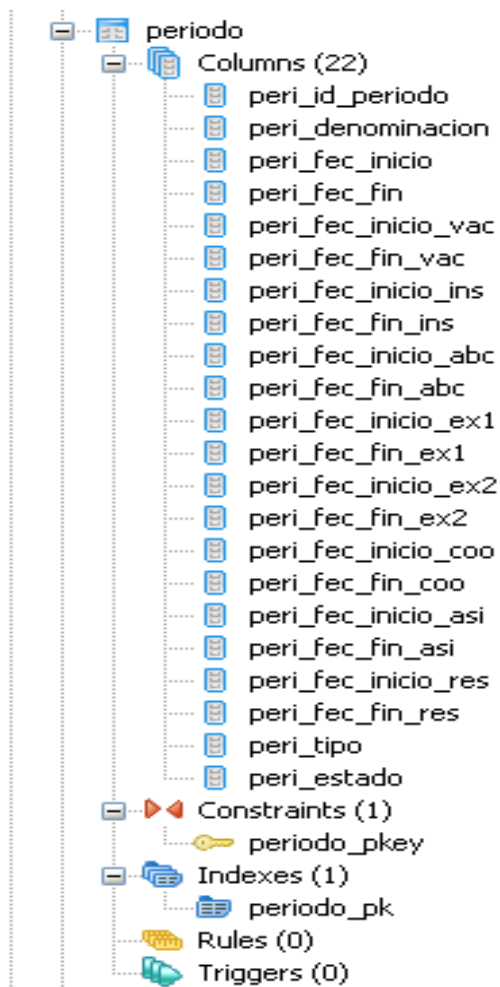 periodo
Columns (22)
peri_id_periodo
peri_denominacion
peri_fec_inicio
peri_fec_fin
peri_fec_inicio_vac
peri_fec_fin_vac
peri_fec_inicio_ins
peri_fec_fin_ins
peri_fec_inicio_abc
peri_fec_fin_abc
peri_fec_inicio_ex1
peri_fec_fin_ex1
peri_fec_inicio_ex2
peri_fec_fin_ex2
peri_fec_inicio_coo
peri_fec_fin_coo
peri_fec_inicio_asi
peri_fec_fin_asi
peri_fec_inicio_res
peri_fec_fin_res
peri_tipo
peri_estado
Constraints (1)
periodo_pkey
Indexes (1)
periodo_pk
Rules (0)
Triggers (0)